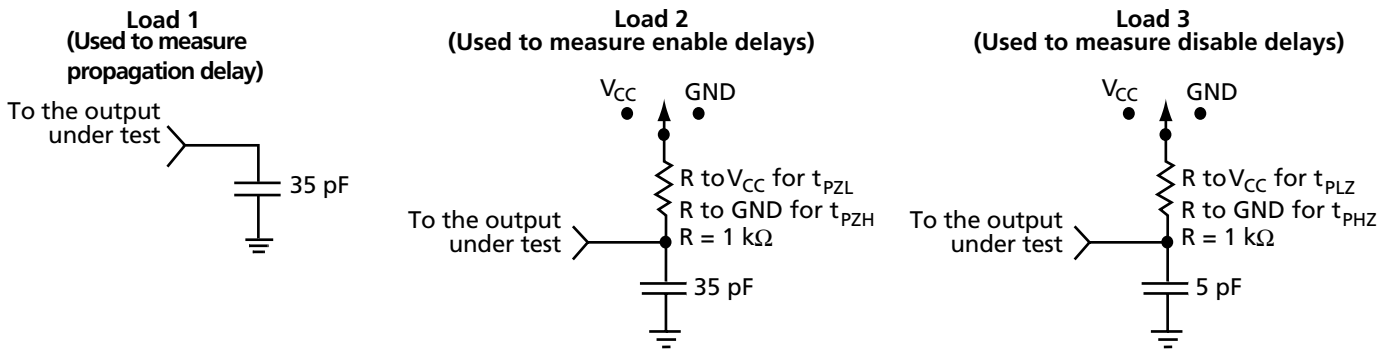 Load 1
(Used to measure
propagation delay)
To the output
under test
35 pF
Load 2
(Used to measure enable delays)
VCC
GND
R to VCC for tPZL
R to GND for tPZH
R = 1 kΩ
To the output
under test
35 pF
Load 3
(Used to measure disable delays)
VCC
GND
R to VCC for tPLZ
R to GND for tPHZ
R = 1 kΩ
To the output
under test
5 pF